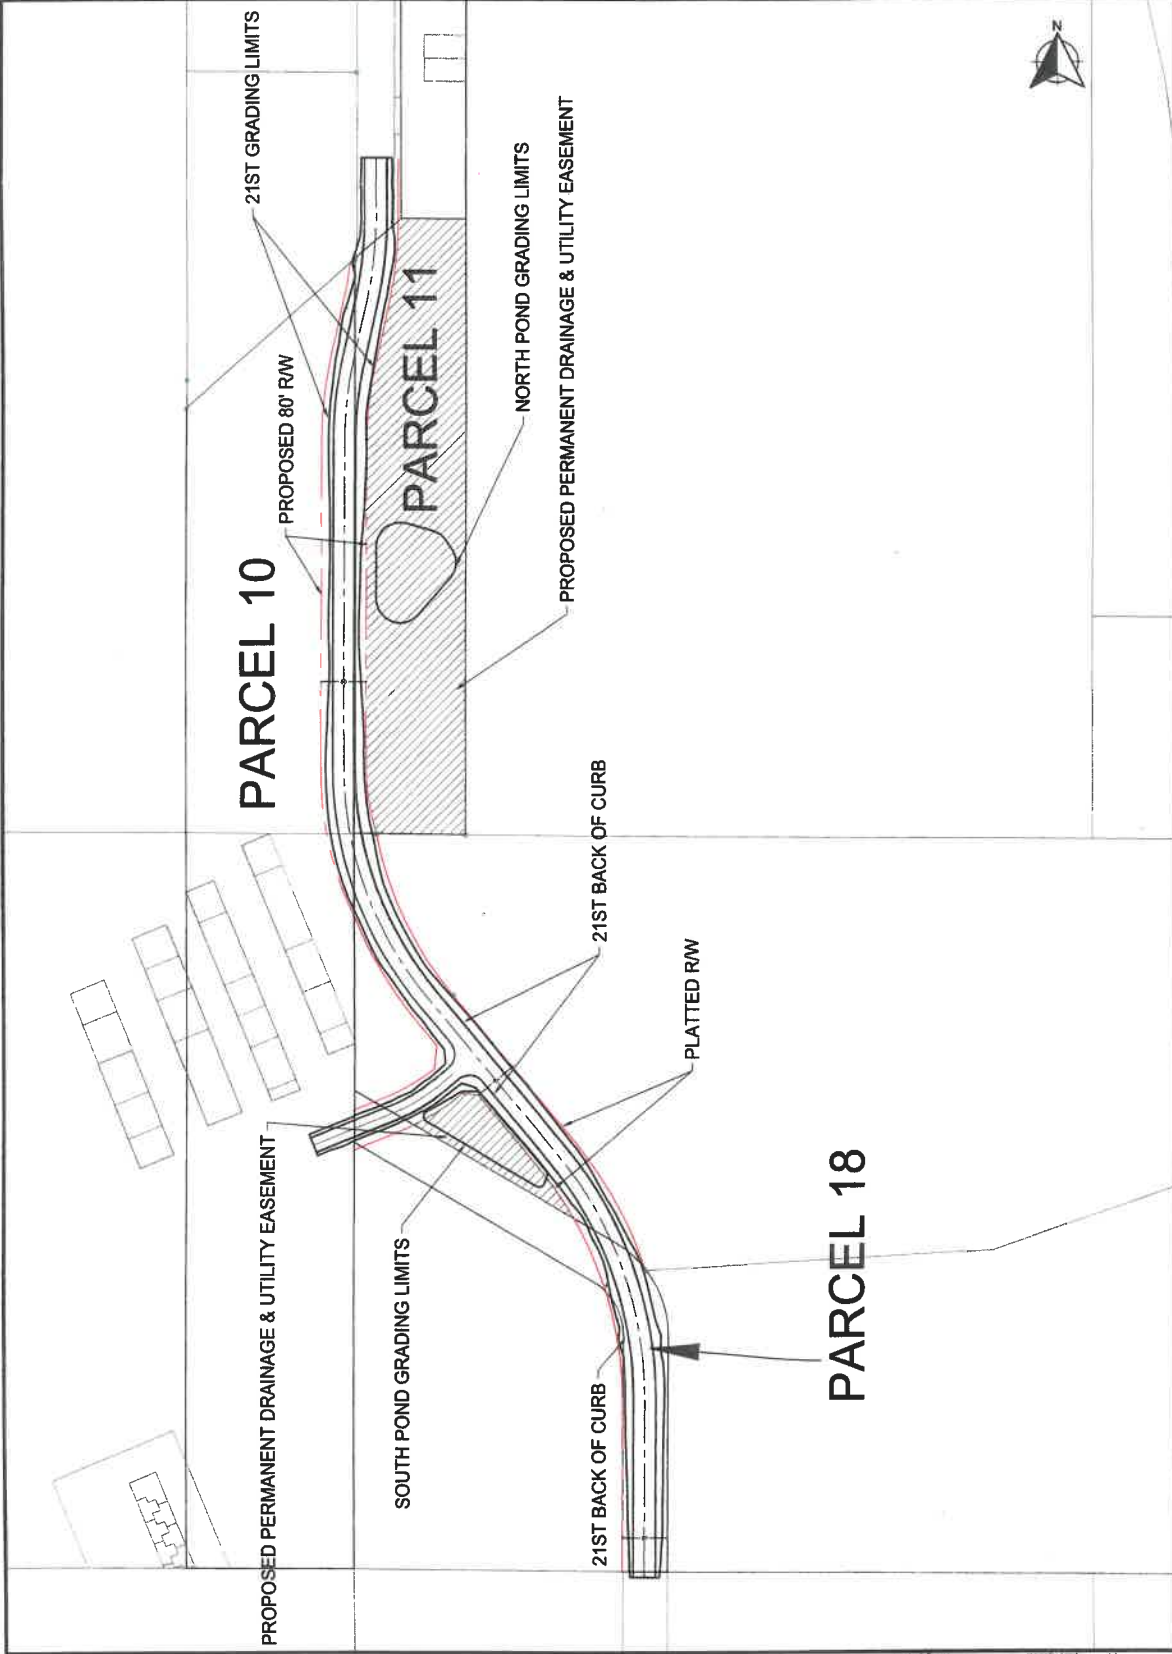 N
21ST GRADING LIMITS
PROPOSED 80' R/W
PARCEL 10
PARCEL 11
NORTH POND GRADING LIMITS
PROPOSED PERMANENT DRAINAGE & UTILITY EASEMENT
21ST BACK OF CURB
PLATTED R/W
PROPOSED PERMANENT DRAINAGE & UTILITY EASEMENT
SOUTH POND GRADING LIMITS
21ST BACK OF CURB
PARCEL 18